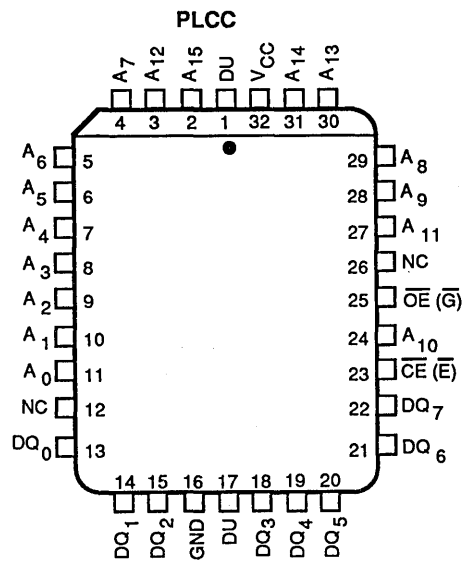 PLCC
A7 A12 A15 DU VCC A14 A13
4 3 2 1 32 31 30
A6 5 29 A8
A5 6 28 A9
A4 7 27 A11
A3 8 26 NC
A2 9 25 OE (G)
A1 10 24 A10
A0 11 23 CE (E)
NC 12 22 DQ7
DQ0 13 21 DQ6
14 15 16 17 18 19 20
DQ1 DQ2 GND DU DQ3 DQ4 DQ5